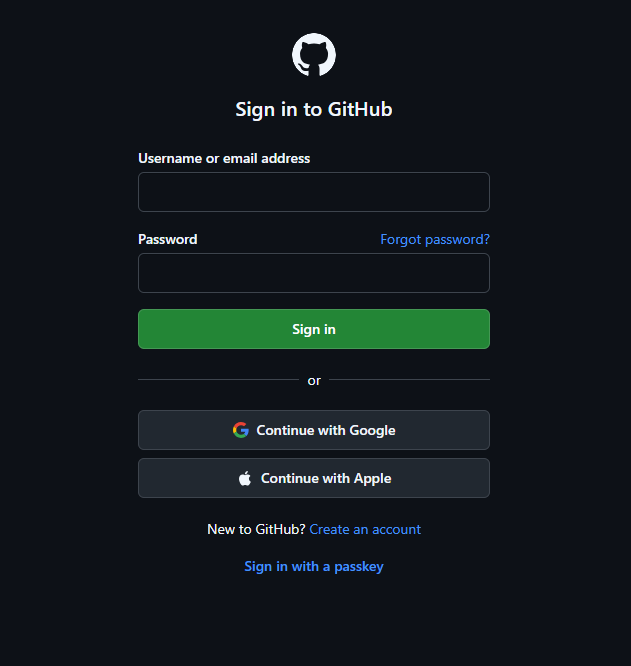 Sign in to GitHub
Username or email address
Password Forgot password?
Sign in
or
Continue with Google
Continue with Apple
New to GitHub? Create an account
Sign in with a passkey